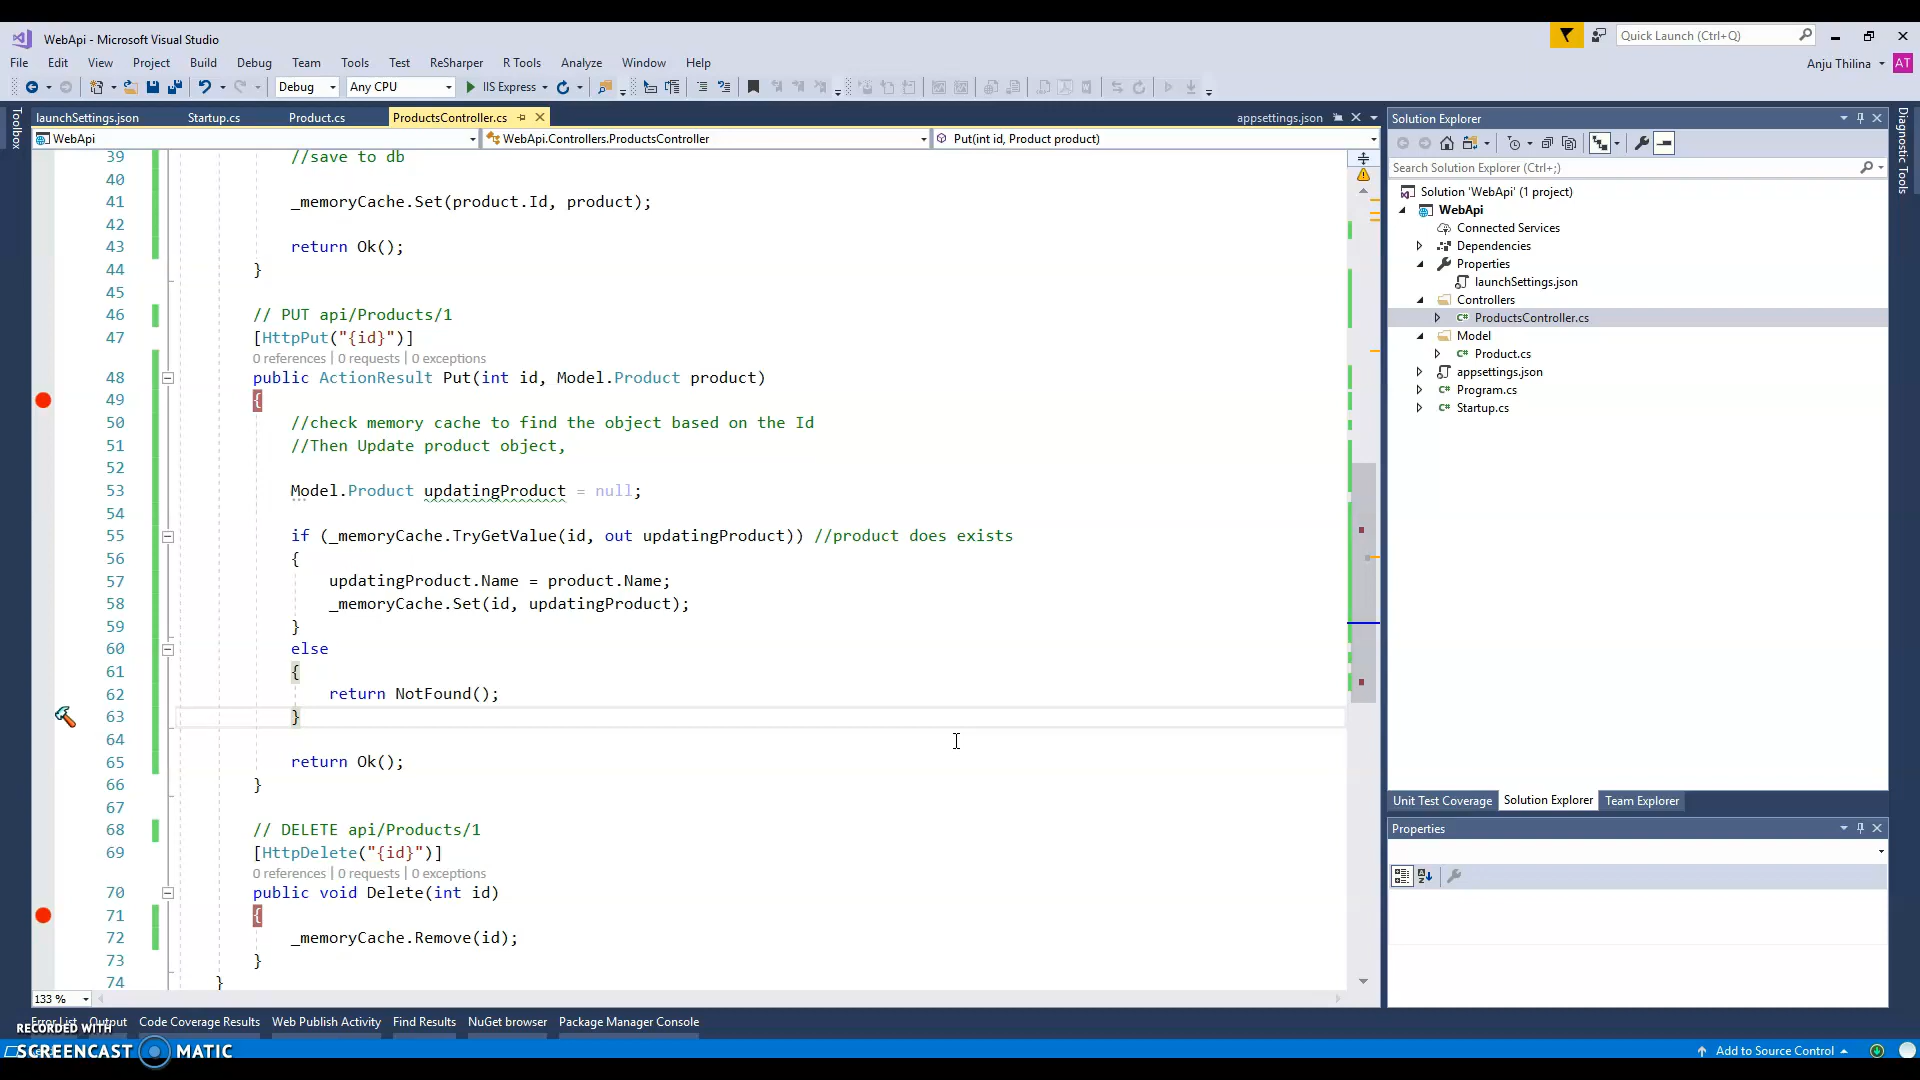 WebApi - Microsoft Visual Studio
Quick Launch (Ctrl+Q)
File Edit View Project Build Debug Team Tools Test ReSharper R Tools Analyze Window Help
Anju Thilina AT
Debug Any CPU IIS Express
Toolbox
launchSettings.json Startup.cs Product.cs ProductsController.cs appsettings.json
WebApi WebApi.Controllers.ProductsController Put(int id, Product product)
39 //save to db
40
41 _memoryCache.Set(product.Id, product);
42
43 return Ok();
44 }
45
46 // PUT api/Products/1
47 [HttpPut("{id}")]
0 references | 0 requests | 0 exceptions
48 public ActionResult Put(int id, Model.Product product)
49 {
50 //check memory cache to find the object based on the Id
51 //Then Update product object,
52
53 Model.Product updatingProduct = null;
54
55 if (_memoryCache.TryGetValue(id, out updatingProduct)) //product does exists
56 {
57 updatingProduct.Name = product.Name;
58 _memoryCache.Set(id, updatingProduct);
59 }
60 else
61 {
62 return NotFound();
63 }
64
65 return Ok();
66 }
67
68 // DELETE api/Products/1
69 [HttpDelete("{id}")]
0 references | 0 requests | 0 exceptions
70 public void Delete(int id)
71 {
72 _memoryCache.Remove(id);
73 }
74 }
133 %
Solution Explorer
Search Solution Explorer (Ctrl+;)
Solution 'WebApi' (1 project)
WebApi
Connected Services
Dependencies
Properties
launchSettings.json
Controllers
C# ProductsController.cs
Model
C# Product.cs
appsettings.json
C# Program.cs
C# Startup.cs
Unit Test Coverage Solution Explorer Team Explorer
Properties
Diagnostic Tools
Error List Output Code Coverage Results Web Publish Activity Find Results NuGet browser Package Manager Console
RECORDED WITH
SCREENCAST MATIC
Add to Source Control